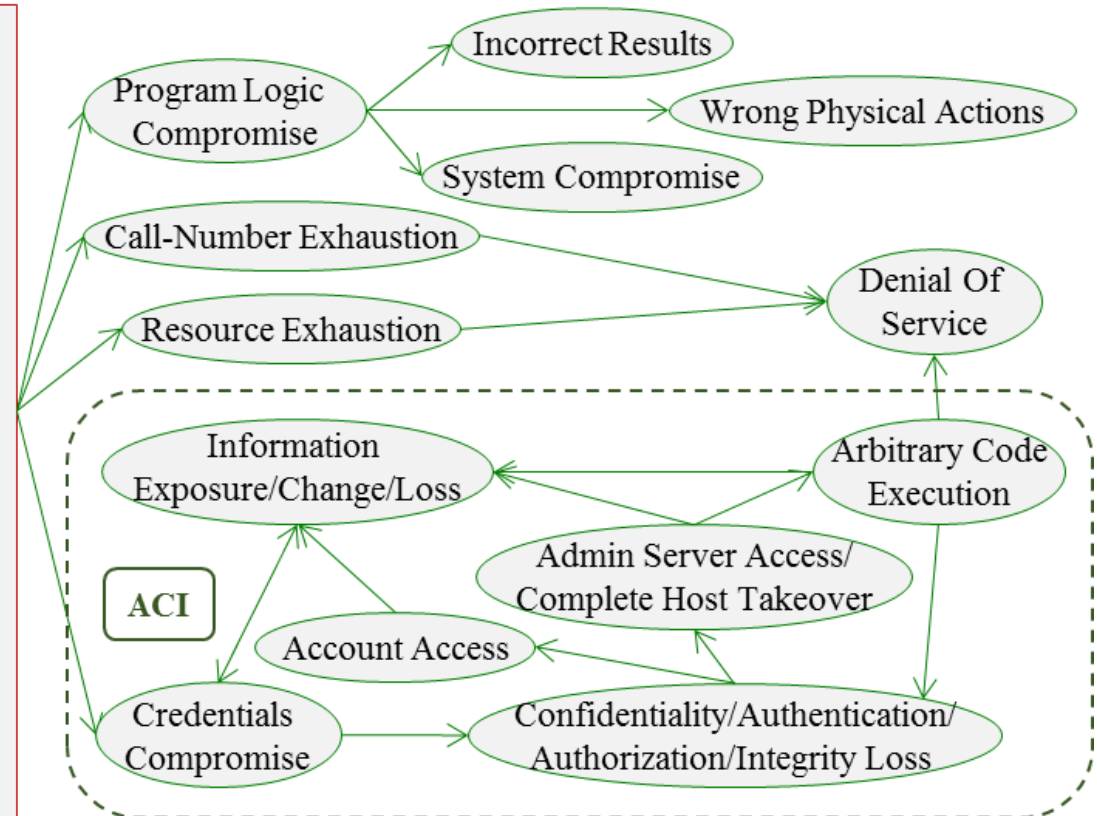 Incorrect Results
Program Logic
Compromise
Wrong Physical Actions
System Compromise
Call-Number Exhaustion
Denial Of
Service
Resource Exhaustion
Information
Exposure/Change/Loss
Arbitrary Code
Execution
Admin Server Access/
Complete Host Takeover
ACI
Account Access
Credentials
Compromise
Confidentiality/Authentication/
Authorization/Integrity Loss